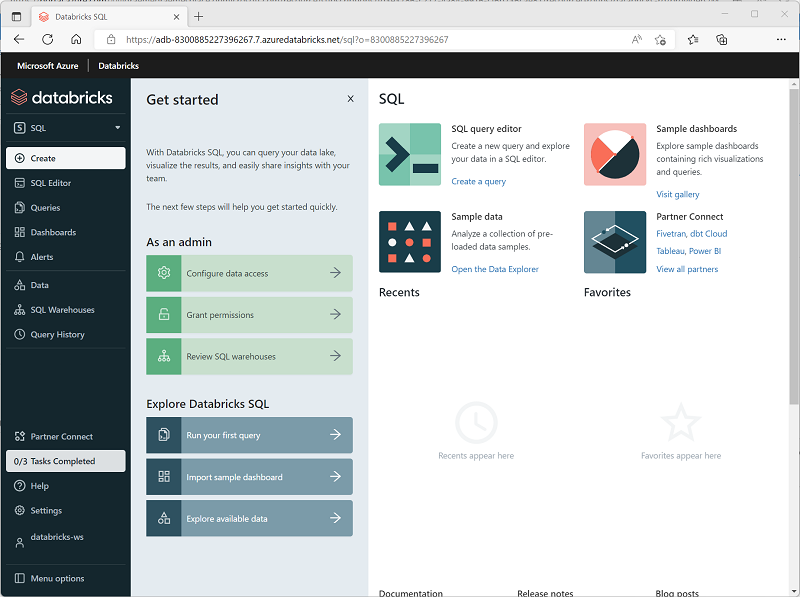 Databricks SQL
https://adb-8300885227396267.7.azuredatabricks.net/sql?o=8300885227396267
Microsoft Azure
Databricks
databricks
SQL
Create
SQL Editor
Queries
Dashboards
Alerts
Data
SQL Warehouses
Query History
Partner Connect
0/3 Tasks Completed
Help
Settings
databricks-ws
Menu options
Get started
With Databricks SQL, you can query your data lake,
visualize the results, and easily share insights with your
team.
The next few steps will help you get started quickly.
As an admin
Configure data access
Grant permissions
Review SQL warehouses
Explore Databricks SQL
Run your first query
Import sample dashboard
Explore available data
SQL
SQL query editor
Create a new query and explore
your data in a SQL editor.
Create a query
Sample dashboards
Explore sample dashboards
containing rich visualizations
and queries.
Visit gallery
Sample data
Analyze a collection of pre-
loaded data samples.
Open the Data Explorer
Partner Connect
Fivetran, dbt Cloud
Tableau, Power BI
View all partners
Recents
Favorites
Recents appear here
Favorites appear here
Documentation
Release notes
Blog posts